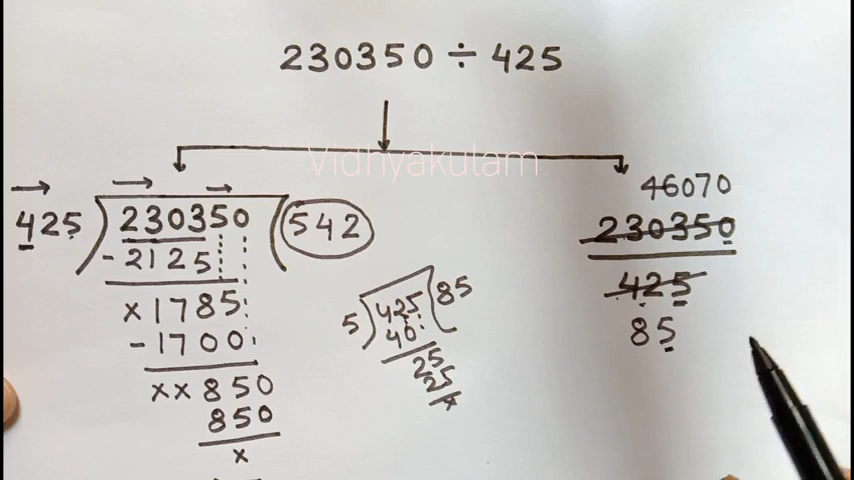 230350 ÷ 425
Vidhyakulam
425 ) 230350 ( 542
- 2125
x1785
- 1700
xx850
850
x
5 ) 425 ( 85
40
25
25
x
46070
230350
425
85